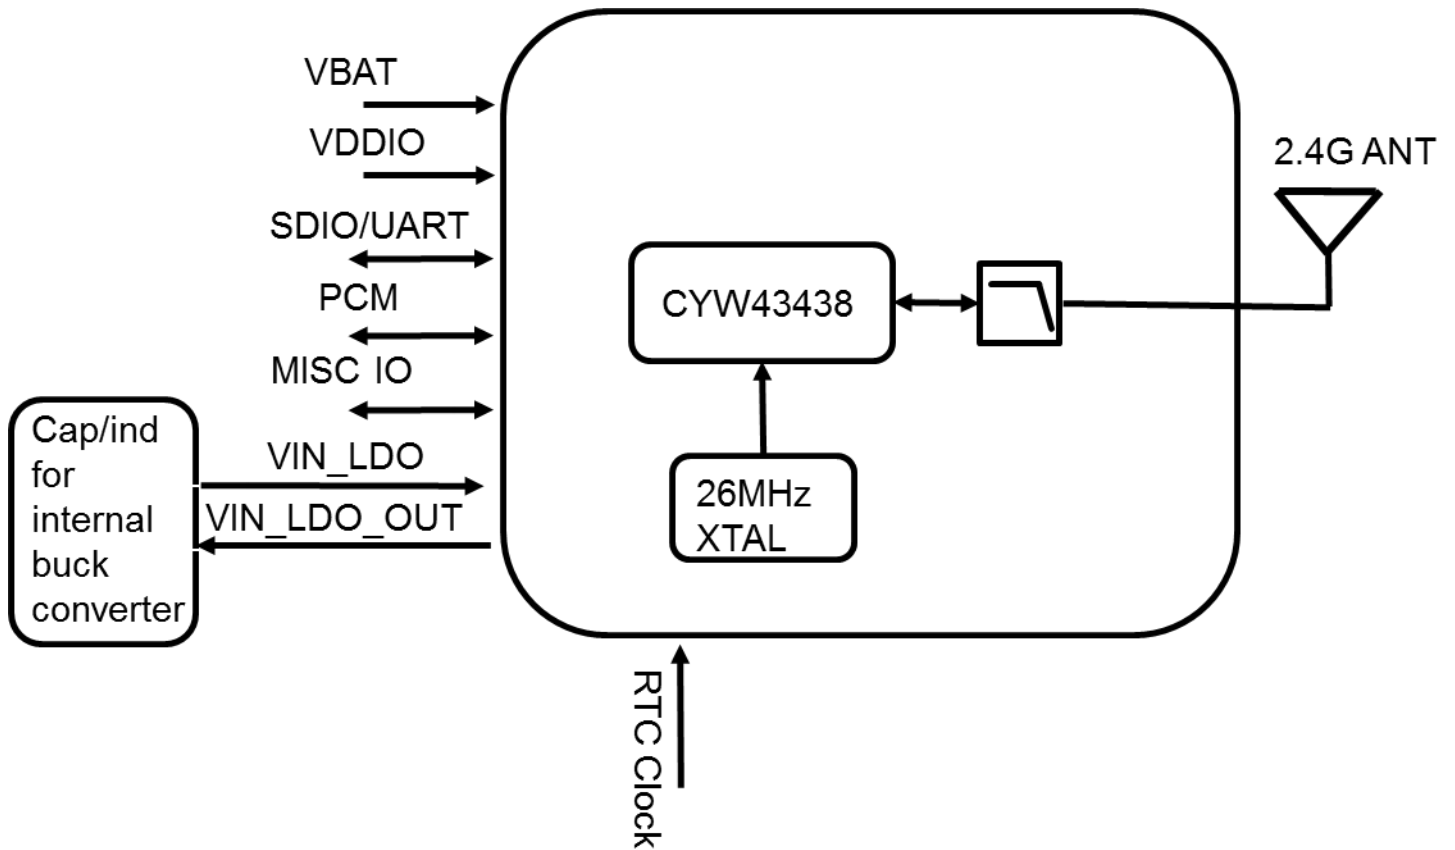 VBAT
VDDIO
2.4G ANT
SDIO/UART
PCM
CYW43438
MISC IO
Cap/ind
for
internal
buck
converter
VIN_LDO
VIN_LDO_OUT
26MHz
XTAL
RTC Clock